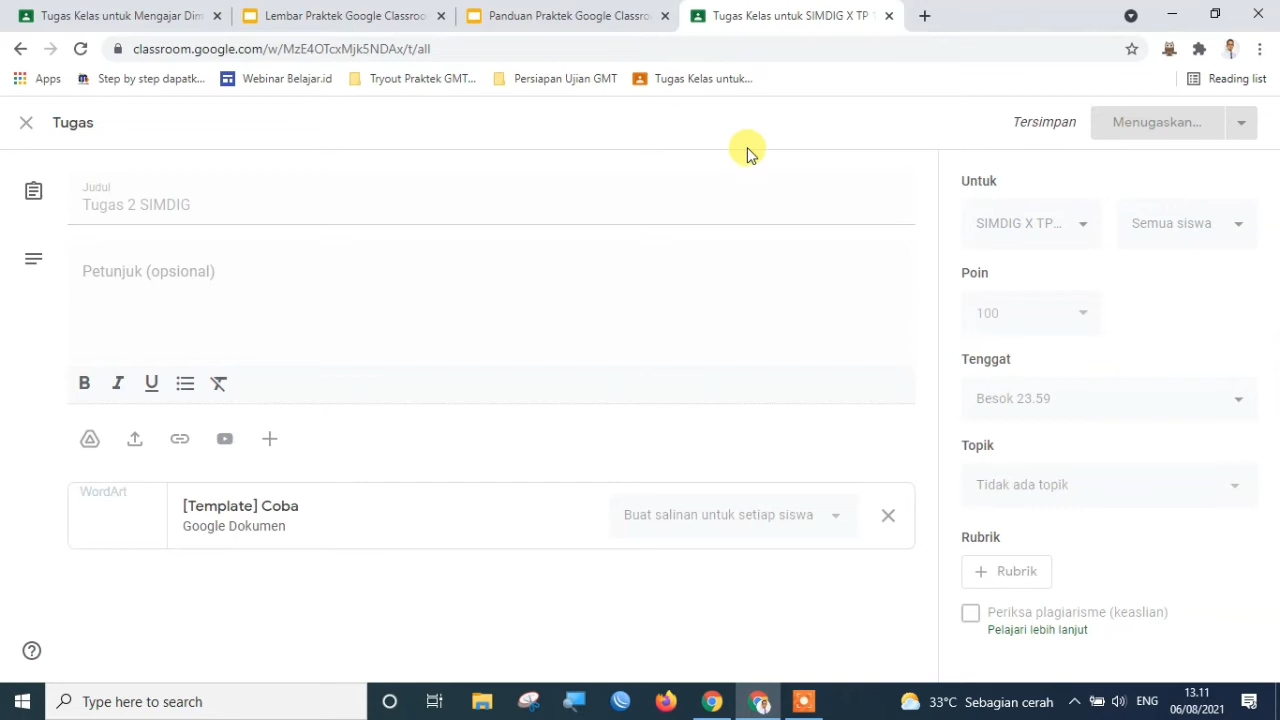 Tugas Kelas untuk Mengajar Dim
Lembar Praktek Google Classro
Panduan Praktek Google Classro
Tugas Kelas untuk SIMDIG X TP 1
classroom.google.com/w/MzE4OTcxMjk5NDAx/t/all
Apps
Step by step dapatk...
Webinar Belajar.id
Tryout Praktek GMT...
Persiapan Ujian GMT
Tugas Kelas untuk...
Reading list
Tugas
Tersimpan
Menugaskan...
Judul
Tugas 2 SIMDIG
Petunjuk (opsional)
B I U
WordArt
[Template] Coba
Google Dokumen
Buat salinan untuk setiap siswa
Untuk
SIMDIG X TP...
Semua siswa
Poin
100
Tenggat
Besok 23.59
Topik
Tidak ada topik
Rubrik
+ Rubrik
Periksa plagiarisme (keaslian)
Pelajari lebih lanjut
Type here to search
33°C Sebagian cerah
ENG
13.11
06/08/2021